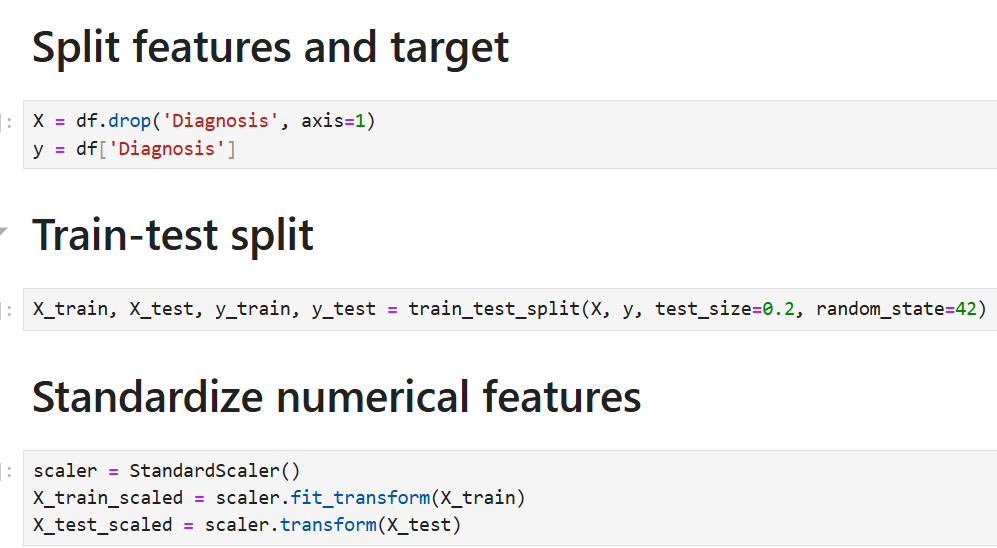 Split features and target
X = df.drop('Diagnosis', axis=1)
y = df['Diagnosis']
Train-test split
X_train, X_test, y_train, y_test = train_test_split(X, y, test_size=0.2, random_state=42)
Standardize numerical features
scaler = StandardScaler()
X_train_scaled = scaler.fit_transform(X_train)
X_test_scaled = scaler.transform(X_test)